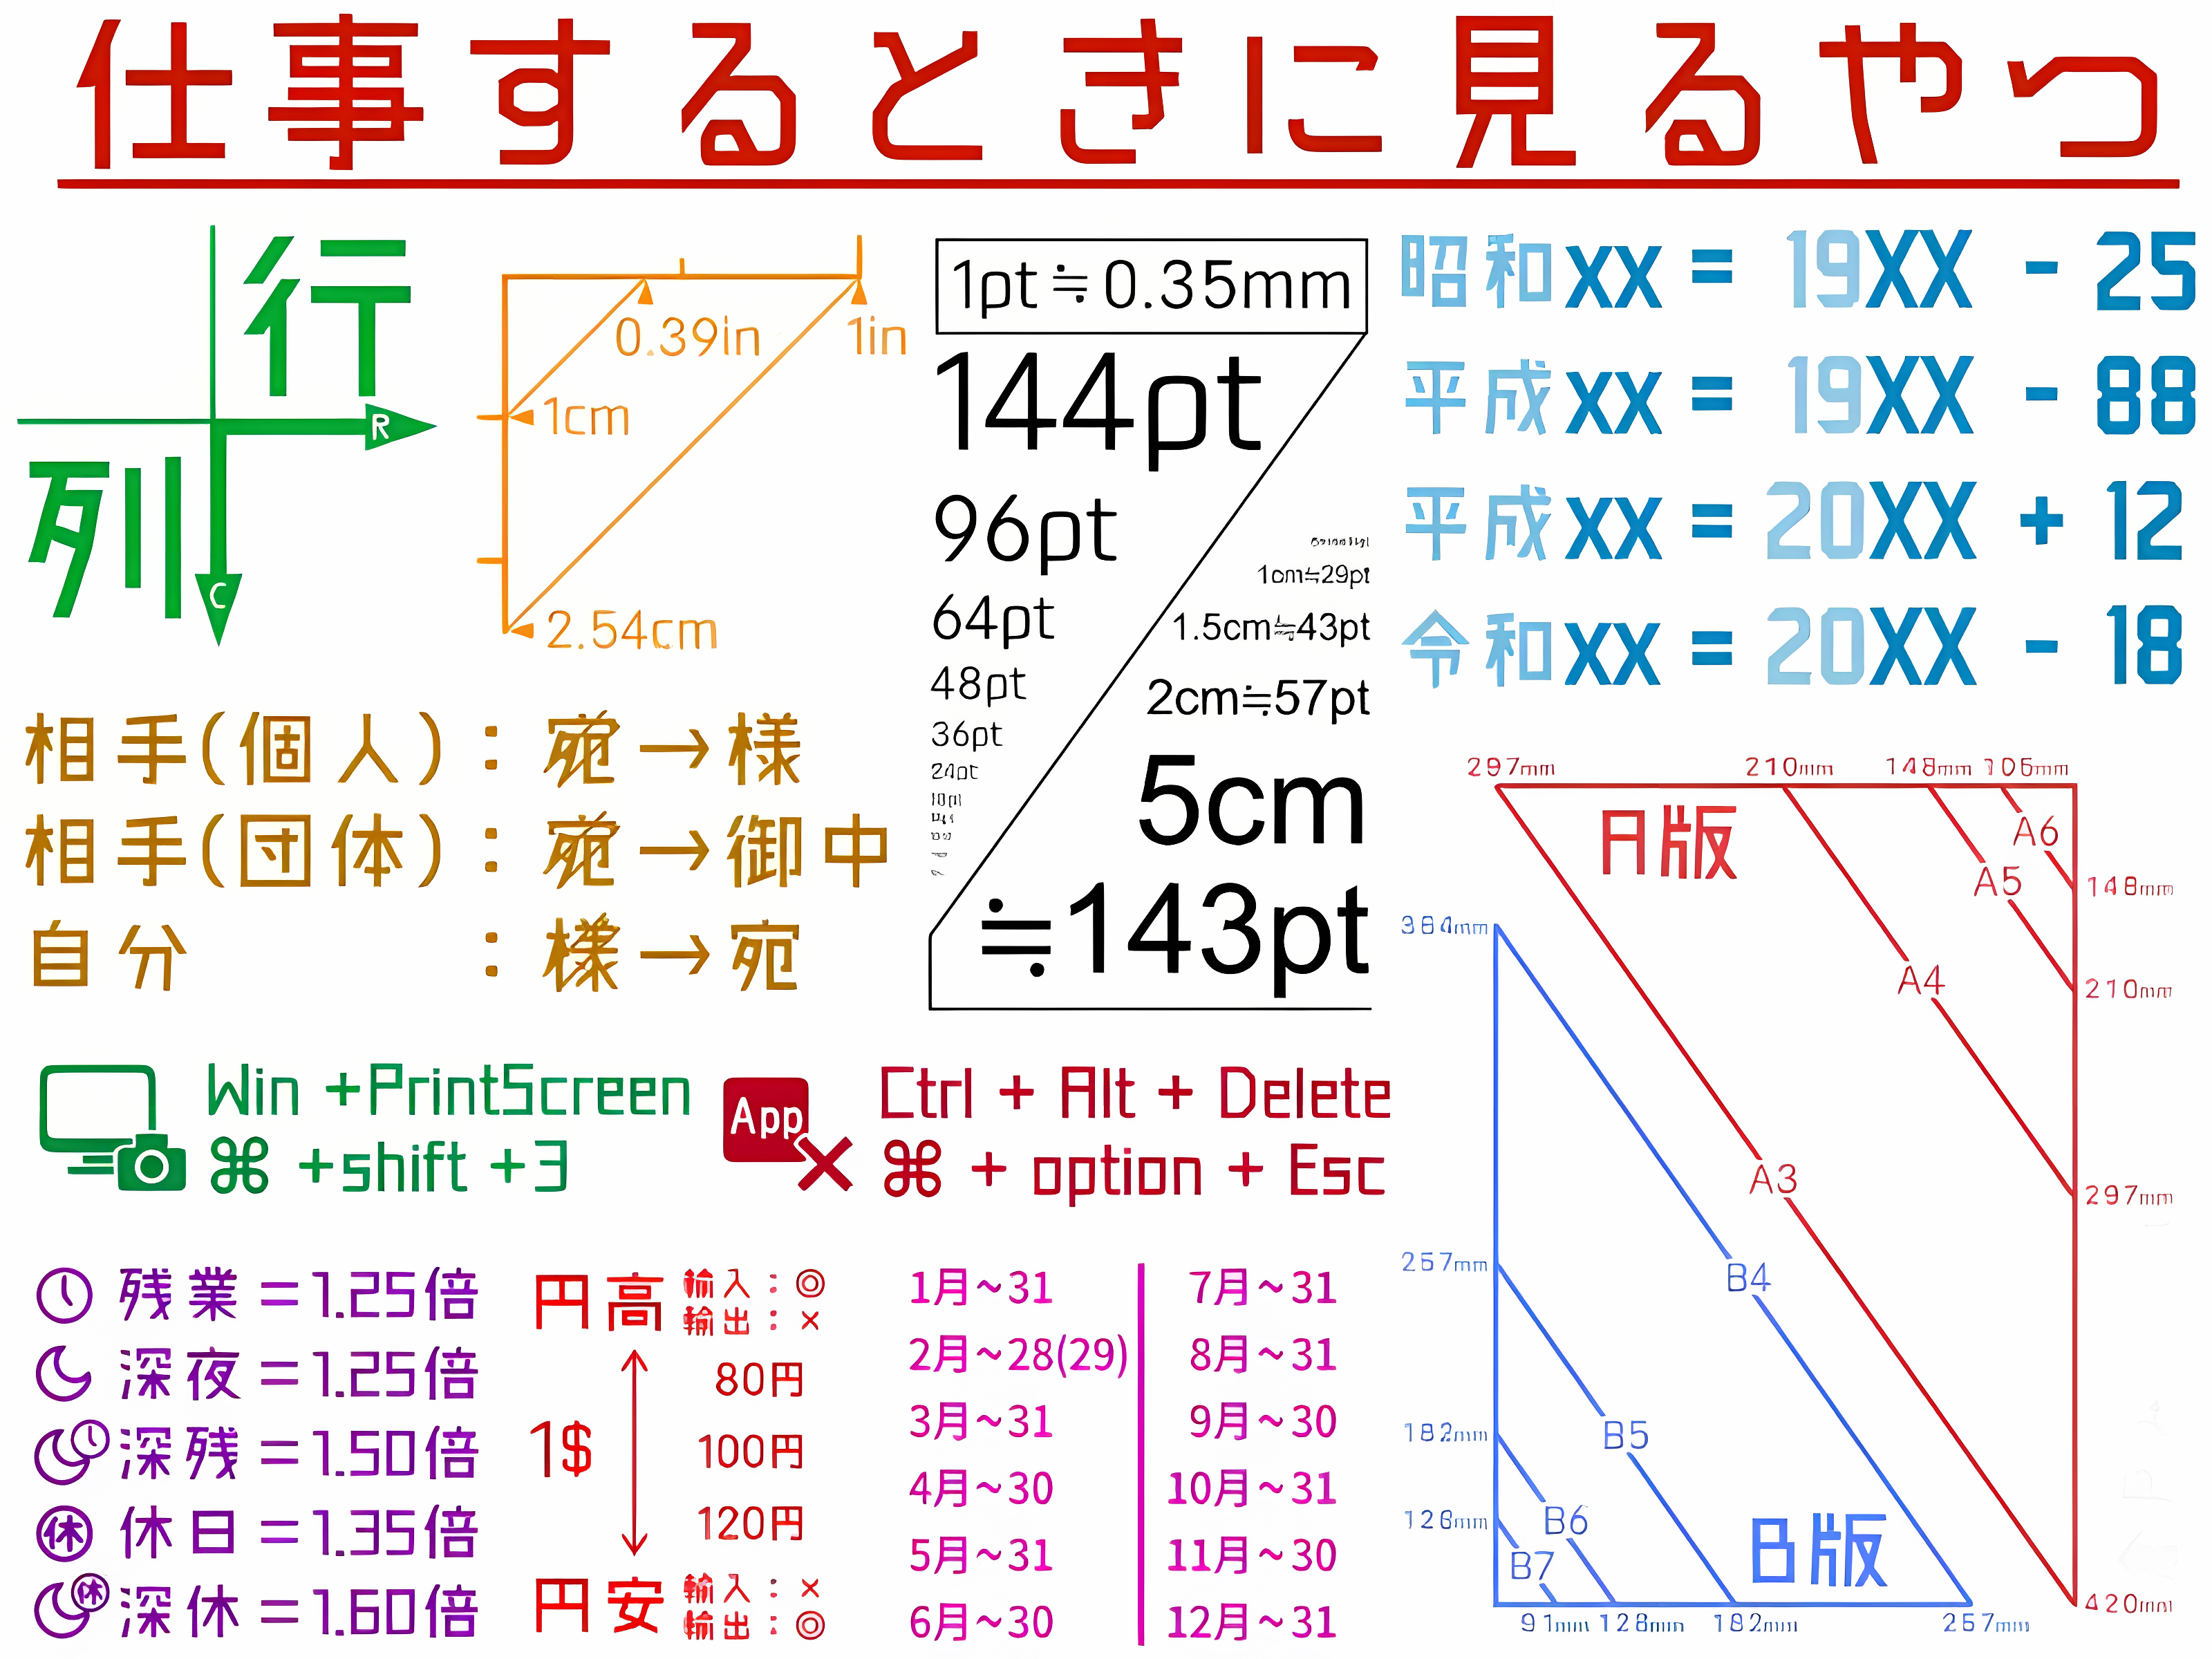 仕事するときに見るやつ
行
R
列
C
0.39in
1in
1cm
2.54cm
1pt≒0.35mm
144pt
96pt
64pt
48pt
36pt
24pt
1cm≒29pt
1.5cm≒43pt
2cm≒57pt
5cm
≒143pt
昭和xx = 19XX - 25
平成xx = 19XX - 88
平成xx = 20XX + 12
令和xx = 20XX - 18
相手(個人):宛→様
相手(団体):宛→御中
自分:様→宛
297mm 210mm 148mm 105mm
A版
A6
A5
A4
A3
148mm
210mm
297mm
420mm
364mm
257mm
182mm
128mm
B4
B5
B6
B7
B版
91mm 128mm 182mm 257mm
Win +PrintScreen
⌘ +shift +3
App
Ctrl + Alt + Delete
⌘ + option + Esc
残業=1.25倍
深夜=1.25倍
深残=1.50倍
休 休日=1.35倍
休 深休=1.60倍
円高 輸入:◎
輸出:×
80円
1$ 100円
120円
円安 輸入:×
輸出:◎
1月~31
2月~28(29)
3月~31
4月~30
5月~31
6月~30
7月~31
8月~31
9月~30
10月~31
11月~30
12月~31